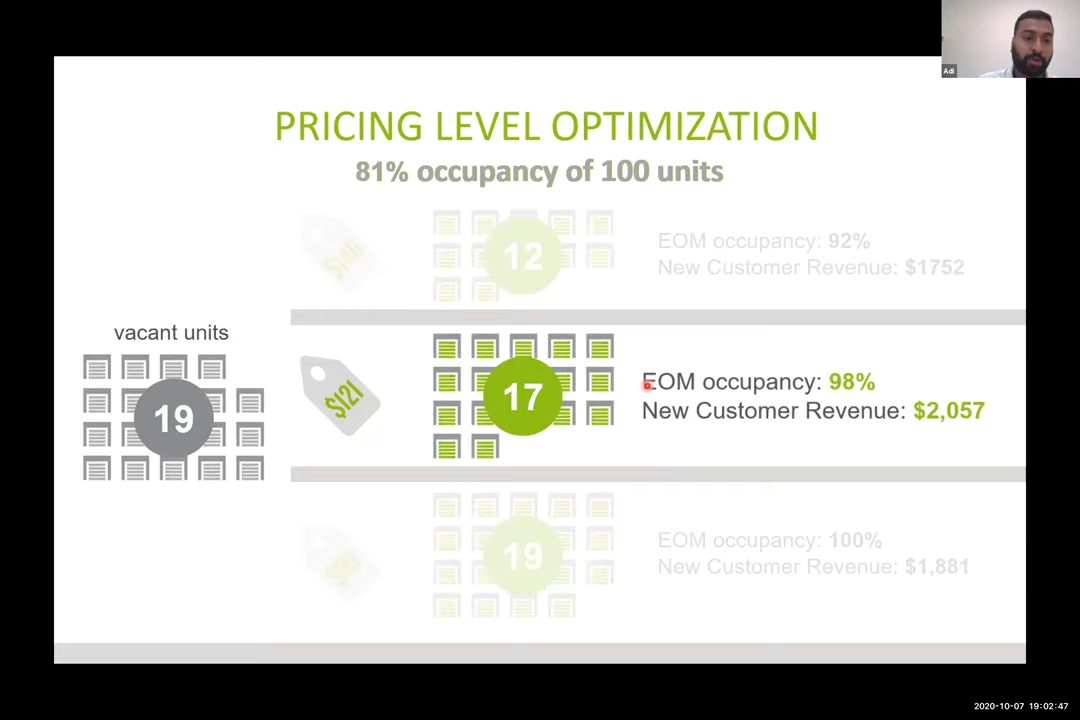 Adi
PRICING LEVEL OPTIMIZATION
81% occupancy of 100 units
12
EOM occupancy: 92%
New Customer Revenue: $1752
vacant units
19
$121
17
EOM occupancy: 98%
New Customer Revenue: $2,057
19
EOM occupancy: 100%
New Customer Revenue: $1,881
2020-10-07 19:02:47